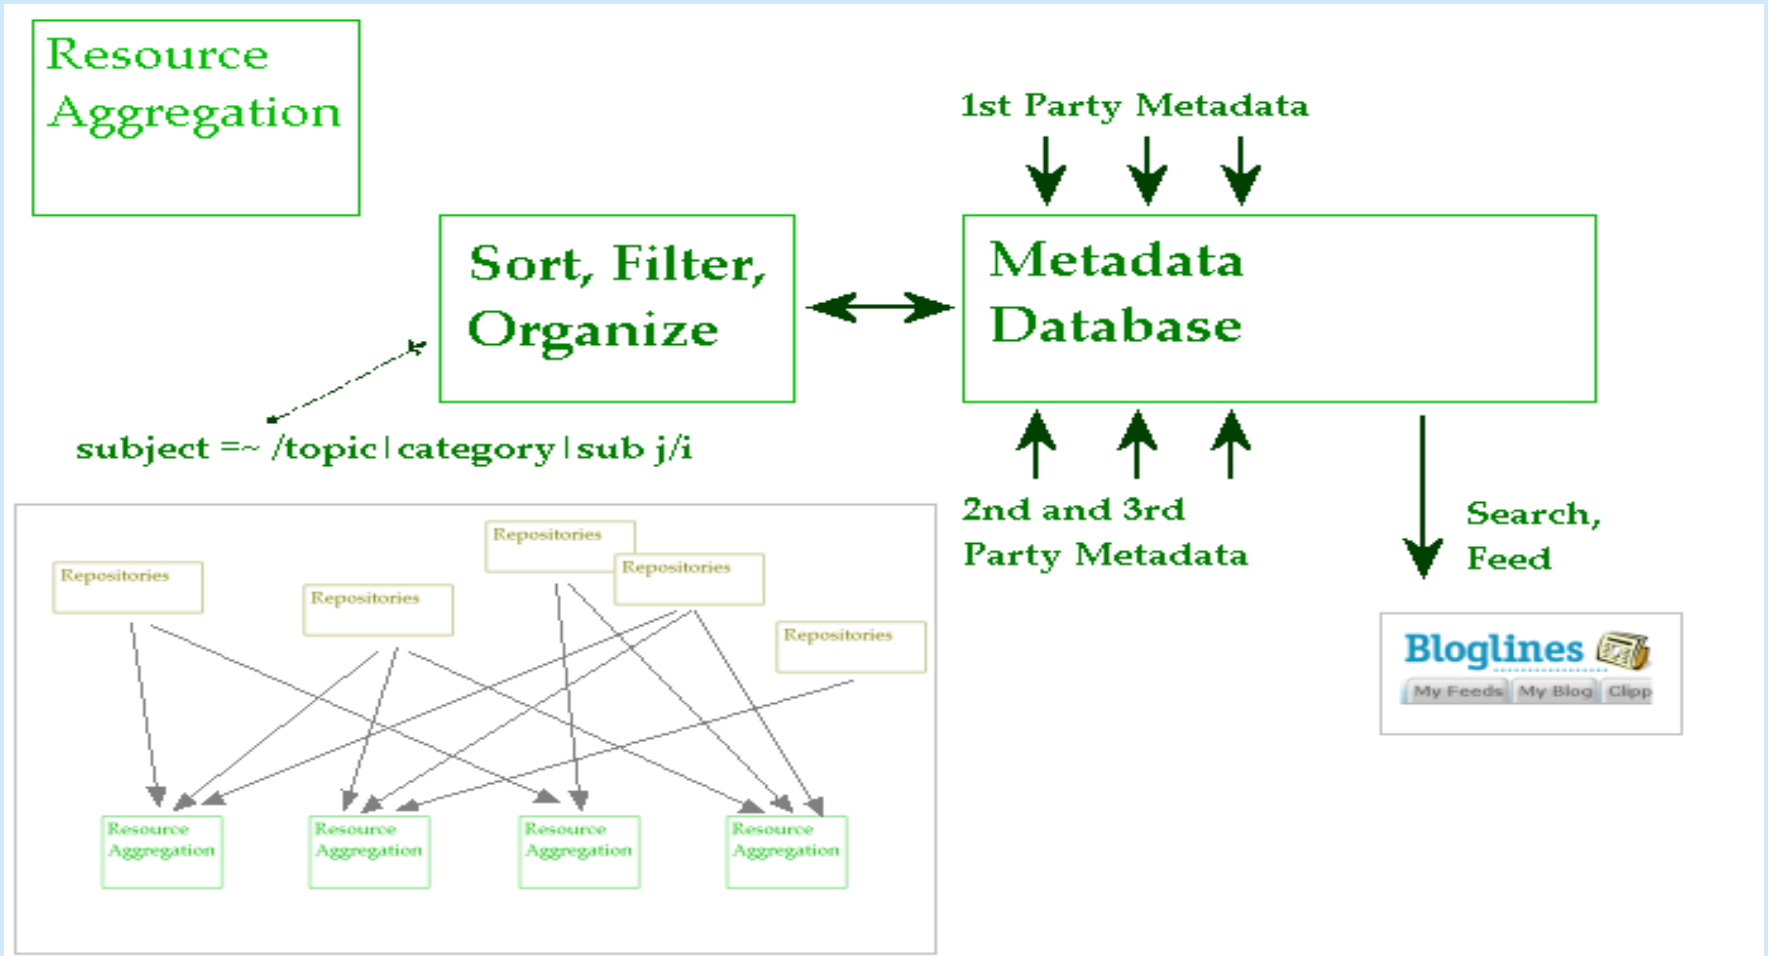 Resource
Aggregation
1st Party Metadata
Sort, Filter,
Organize
Metadata
Database
subject =~ /topic|category|sub j/i
2nd and 3rd
Party Metadata
Search,
Feed
Repositories
Repositories
Repositories
Repositories
Repositories
Bloglines
My Feeds My Blog Clipp
Resource
Aggregation
Resource
Aggregation
Resource
Aggregation
Resource
Aggregation